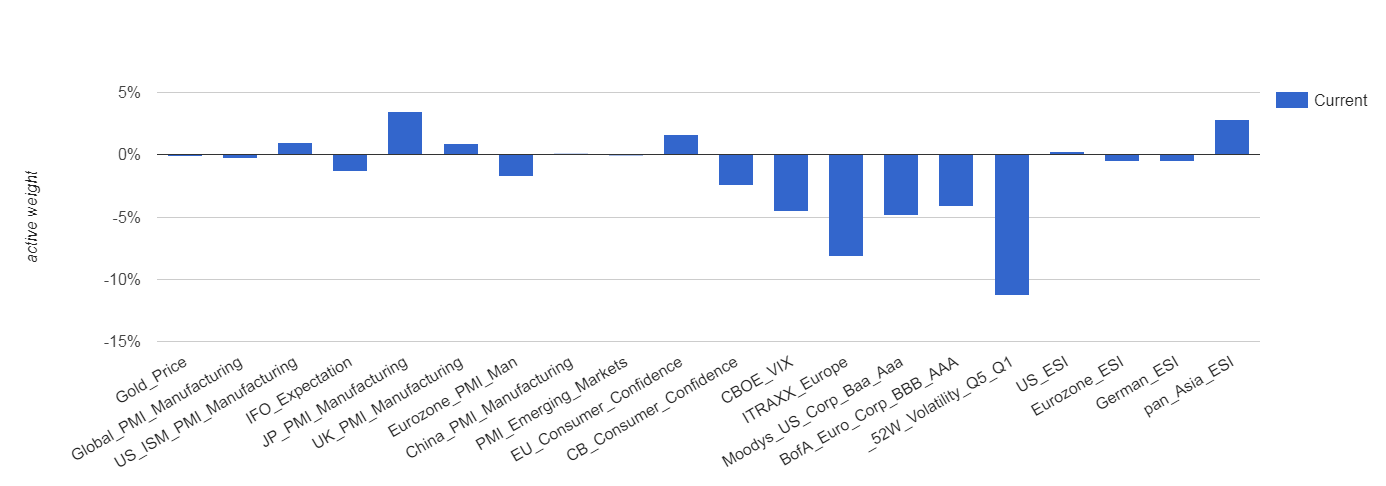 5%
0%
-5%
-10%
-15%
active weight
Current
Gold_Price
Global_PMI_Manufacturing
US_ISM_PMI_Manufacturing
IFO_Expectation
JP_PMI_Manufacturing
UK_PMI_Manufacturing
Eurozone_PMI_Man
China_PMI_Manufacturing
PMI_Emerging_Markets
EU_Consumer_Confidence
CB_Consumer_Confidence
CBOE_VIX
ITRAXX_Europe
Moodys_US_Corp_Baa_Aaa
BofA_Euro_Corp_BBB_AAA
_52W_Volatility_Q5_Q1
US_ESI
Eurozone_ESI
German_ESI
pan_Asia_ESI